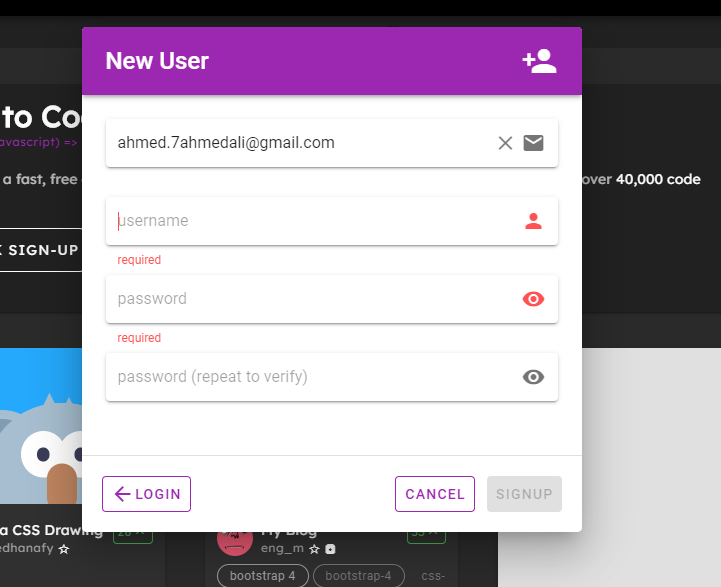 New User
to Co
avascript) =>
ahmed.7ahmedali@gmail.com
a fast, free
over 40,000 code
username
required
K SIGN-UP
password
required
password (repeat to verify)
LOGIN
CANCEL
SIGNUP
a CSS Drawing
edhanafy
My Blog
eng_m
bootstrap 4
bootstrap-4
css-